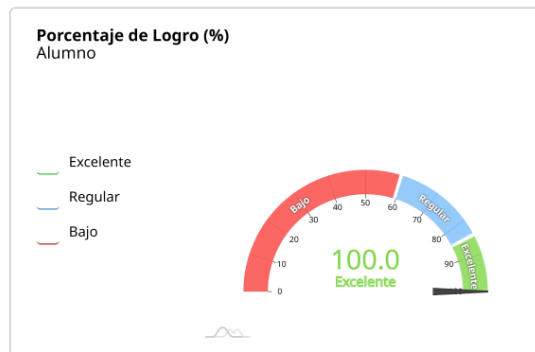 Porcentaje de Logro (%)
Alumno
Excelente
Regular
Bajo
Bajo
Regular
Excelente
0
10
20
30
40
50
60
70
80
90
100.0
Excelente